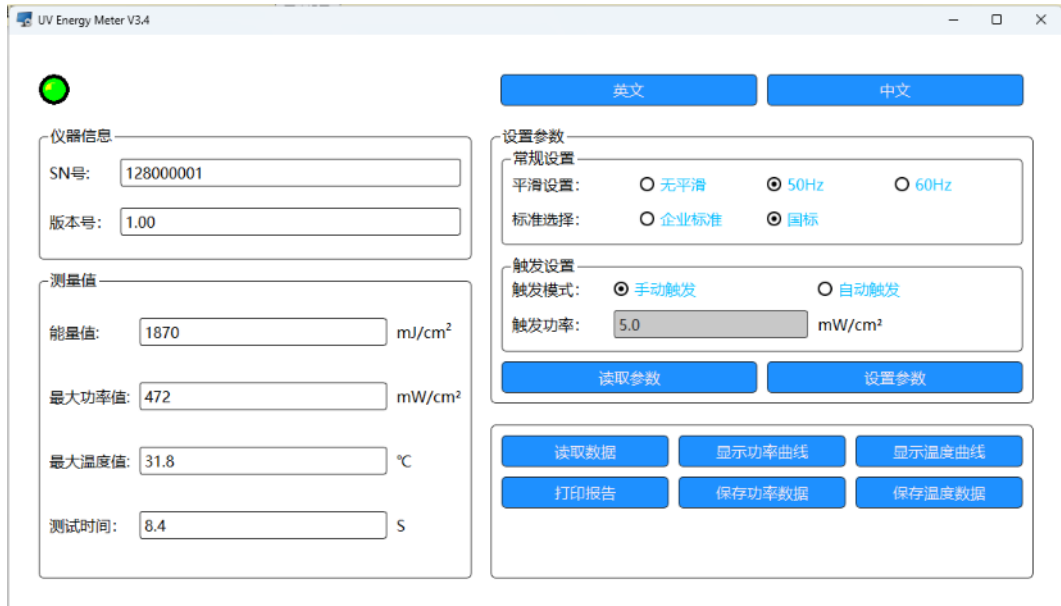 UV Energy Meter V3.4
英文 中文
仪器信息
SN号: 128000001
版本号: 1.00
测量值
能量值: 1870 mJ/cm²
最大功率值: 472 mW/cm²
最大温度值: 31.8 ℃
测试时间: 8.4 S
设置参数
常规设置
平滑设置: 无平滑 50Hz 60Hz
标准选择: 企业标准 国标
触发设置
触发模式: 手动触发 自动触发
触发功率: 5.0 mW/cm²
读取参数 设置参数
读取数据 显示功率曲线 显示温度曲线
打印报告 保存功率数据 保存温度数据